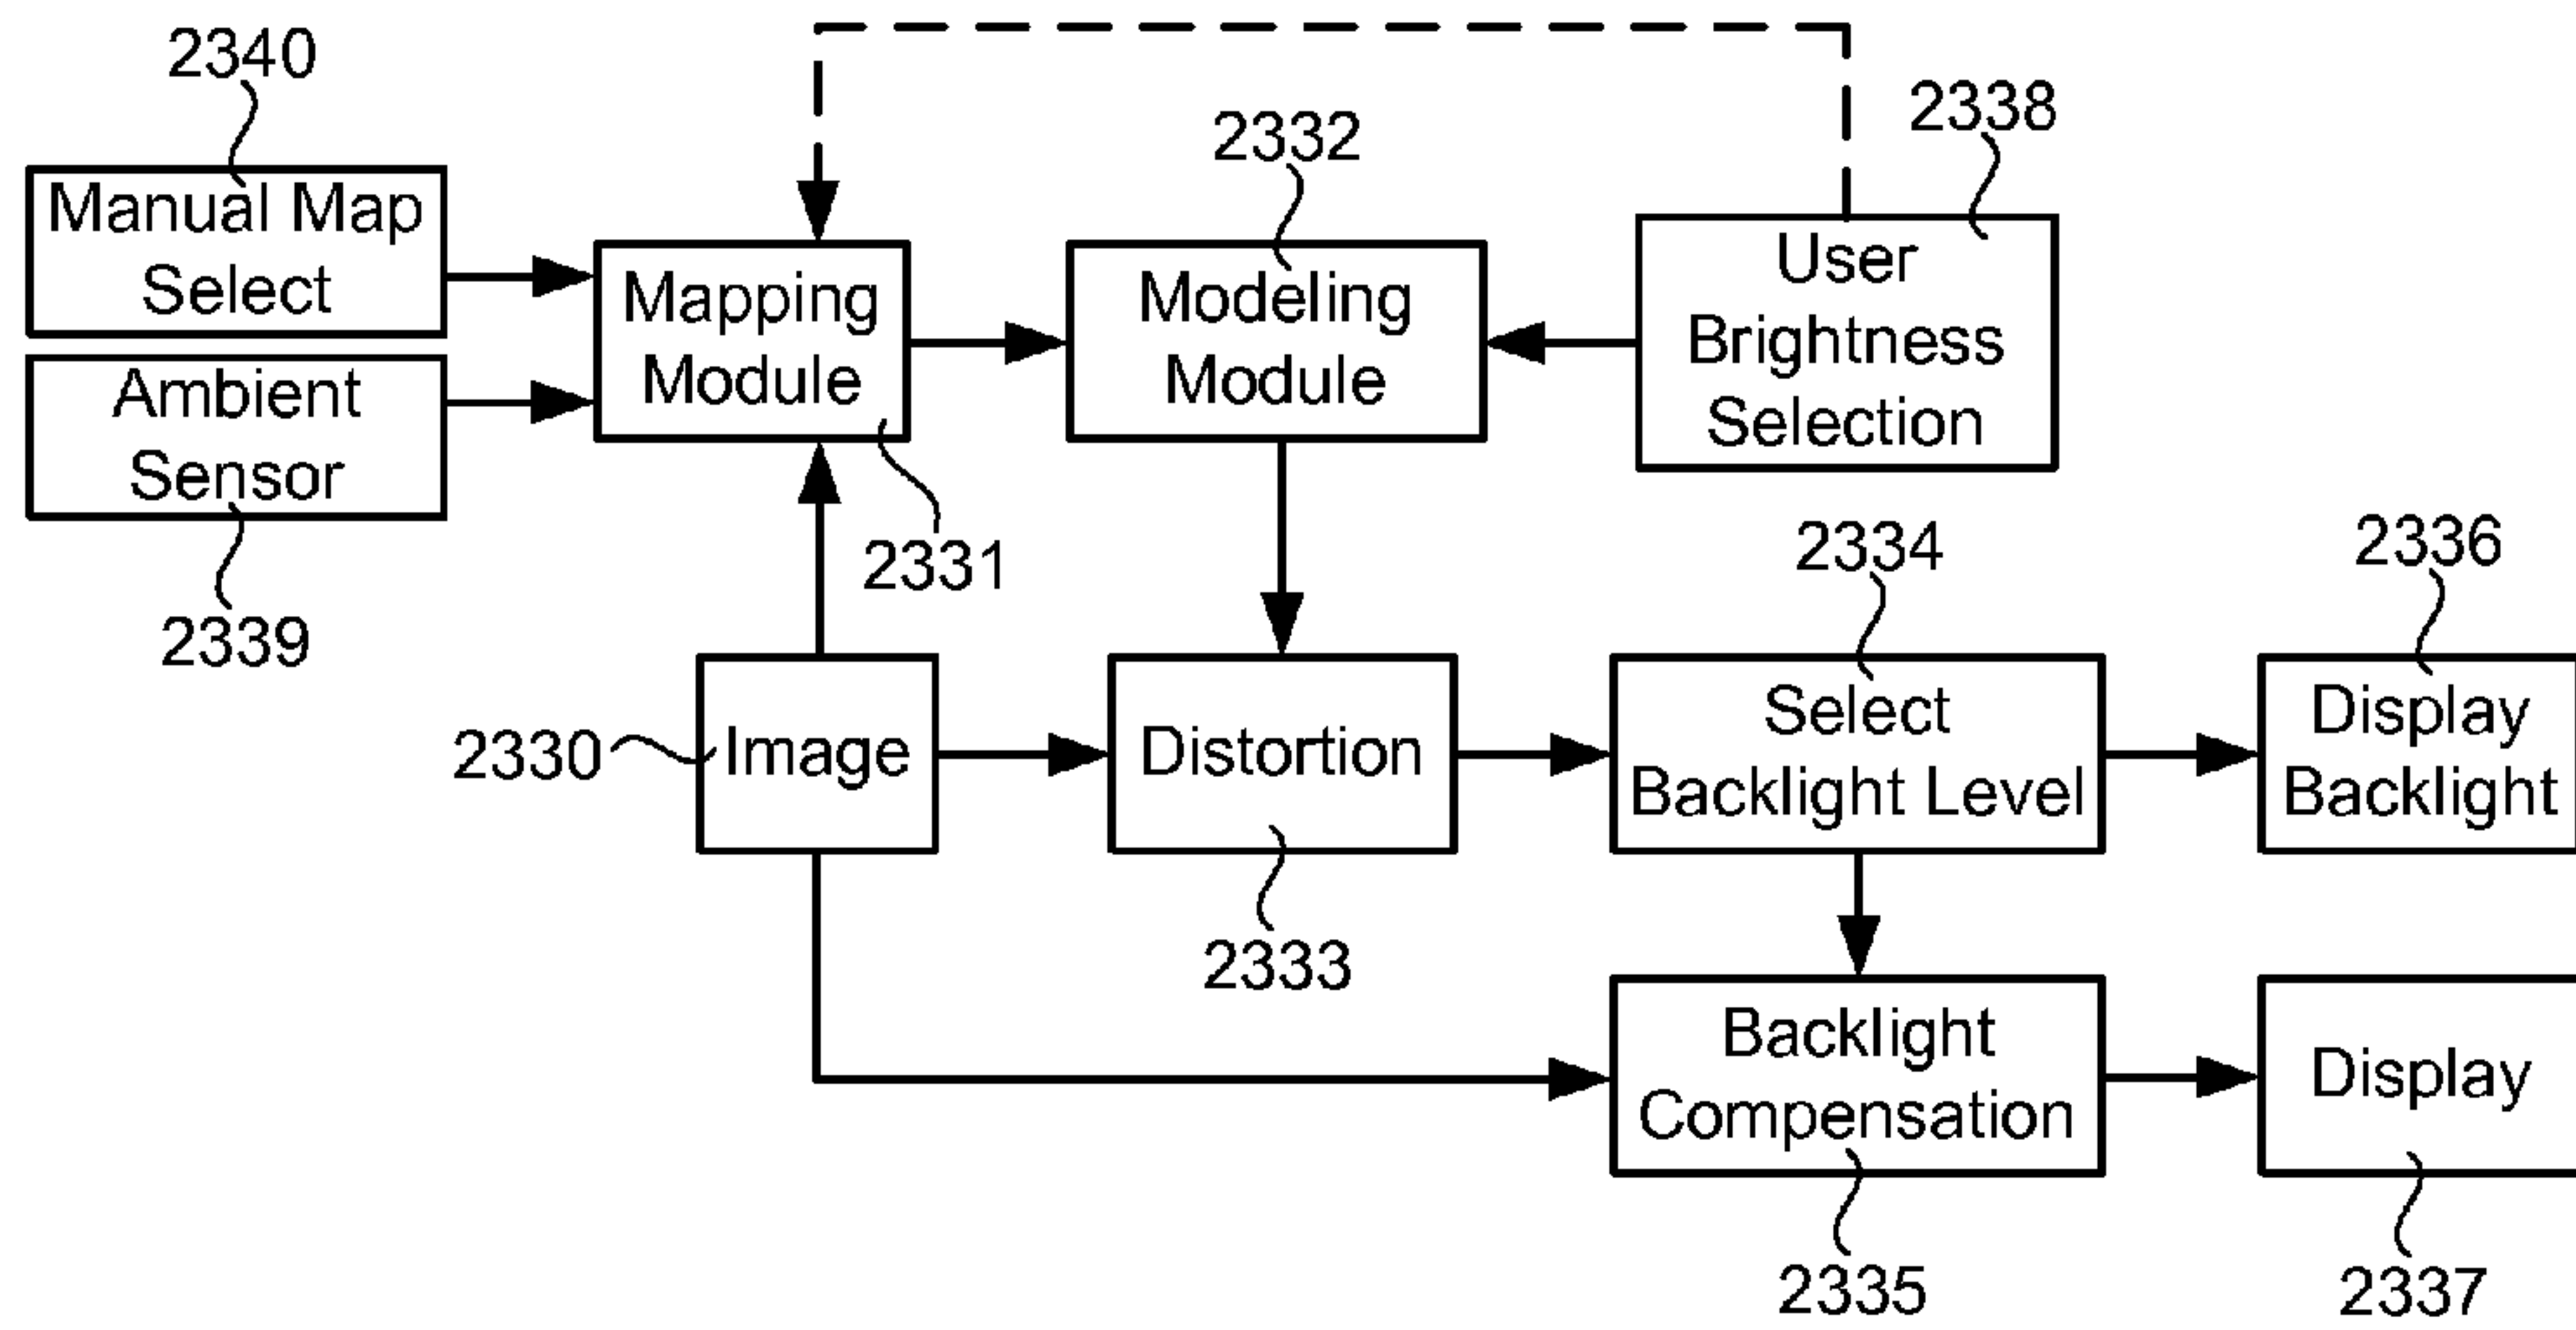 2340
Manual Map
Select
Ambient
Sensor
2339
Mapping
Module
2331
2332
Modeling
Module
2338
User
Brightness
Selection
2330
Image
Distortion
2333
2334
Select
Backlight Level
2336
Display
Backlight
Backlight
Compensation
2335
Display
2337